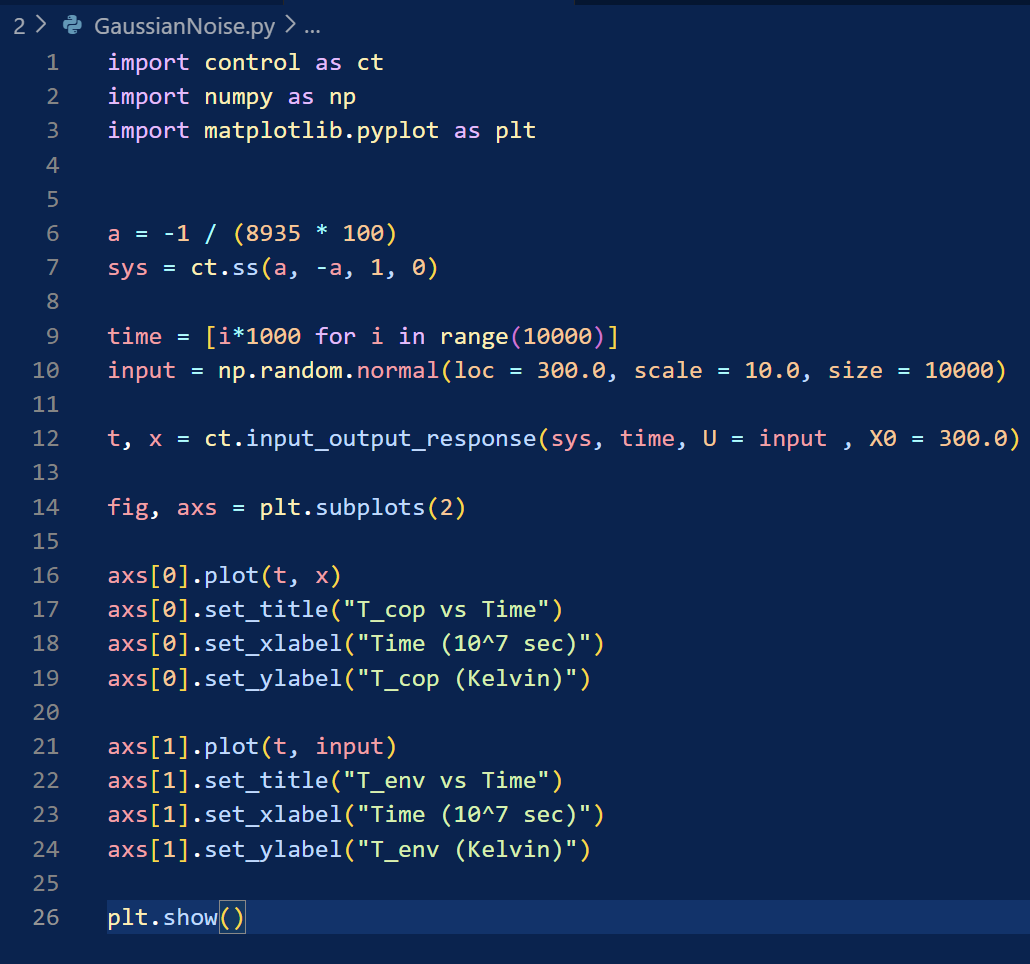 2 > GaussianNoise.py > ...
1 import control as ct
2 import numpy as np
3 import matplotlib.pyplot as plt
4
5
6 a = -1 / (8935 * 100)
7 sys = ct.ss(a, -a, 1, 0)
8
9 time = [i*1000 for i in range(10000)]
10 input = np.random.normal(loc = 300.0, scale = 10.0, size = 10000)
11
12 t, x = ct.input_output_response(sys, time, U = input , X0 = 300.0)
13
14 fig, axs = plt.subplots(2)
15
16 axs[0].plot(t, x)
17 axs[0].set_title("T_cop vs Time")
18 axs[0].set_xlabel("Time (10^7 sec)")
19 axs[0].set_ylabel("T_cop (Kelvin)")
20
21 axs[1].plot(t, input)
22 axs[1].set_title("T_env vs Time")
23 axs[1].set_xlabel("Time (10^7 sec)")
24 axs[1].set_ylabel("T_env (Kelvin)")
25
26 plt.show()